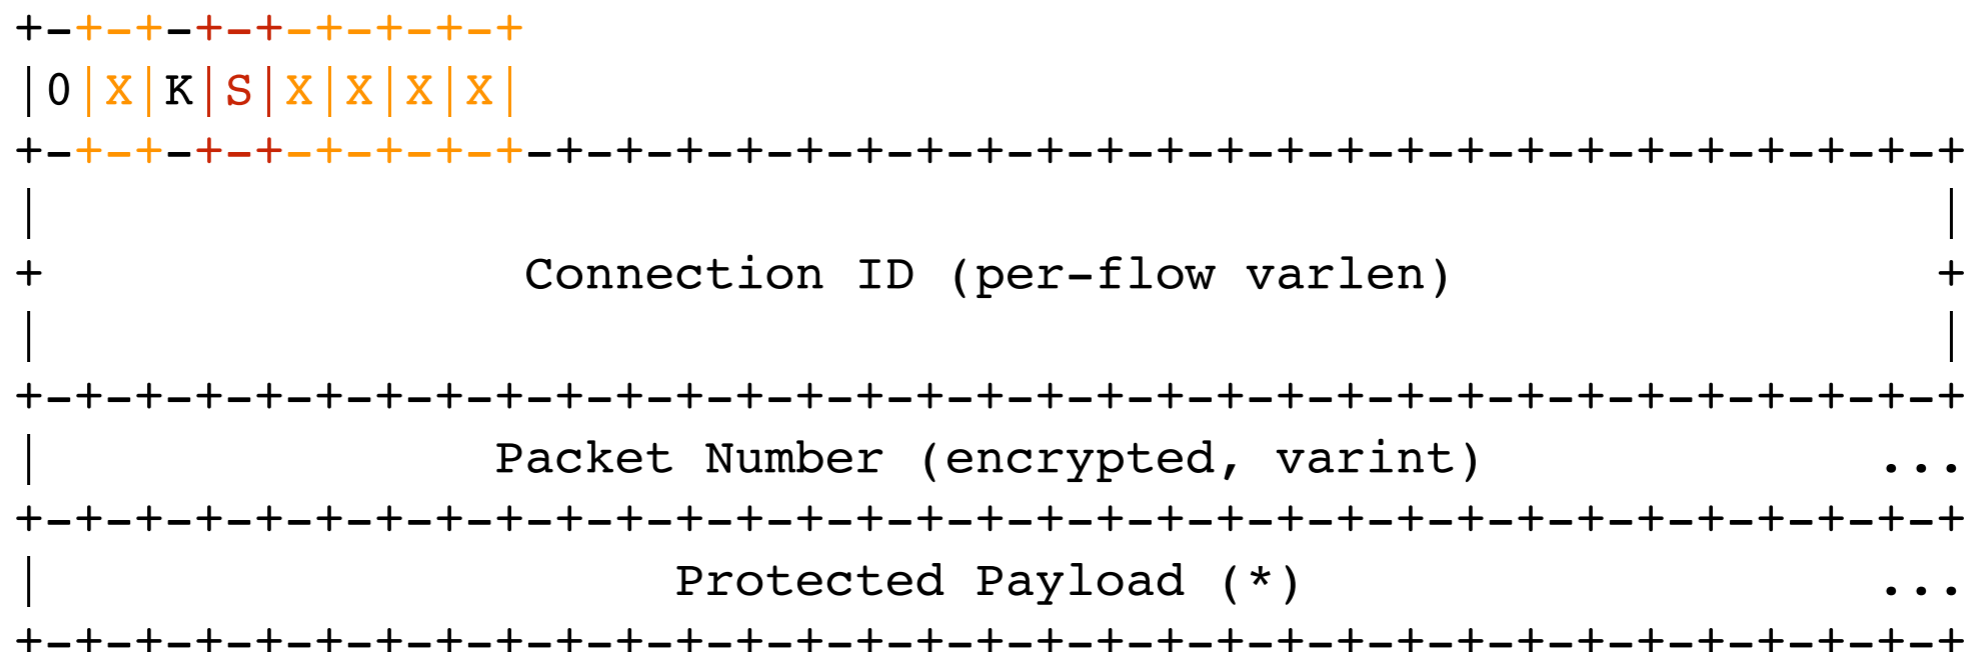 +-+-+-+-+-+-+-+-+
|0|X|K|S|X|X|X|X|
+-+-+-+-+-+-+-+-+-+-+-+-+-+-+-+-+-+-+-+-+-+-+-+-+-+-+-+-+-+-+-+-+
|                                                               |
+                Connection ID (per-flow varlen)                +
|                                                               |
+-+-+-+-+-+-+-+-+-+-+-+-+-+-+-+-+-+-+-+-+-+-+-+-+-+-+-+-+-+-+-+-+
|               Packet Number (encrypted, varint)             ...
+-+-+-+-+-+-+-+-+-+-+-+-+-+-+-+-+-+-+-+-+-+-+-+-+-+-+-+-+-+-+-+-+
|                     Protected Payload (*)                   ...
+-+-+-+-+-+-+-+-+-+-+-+-+-+-+-+-+-+-+-+-+-+-+-+-+-+-+-+-+-+-+-+-+